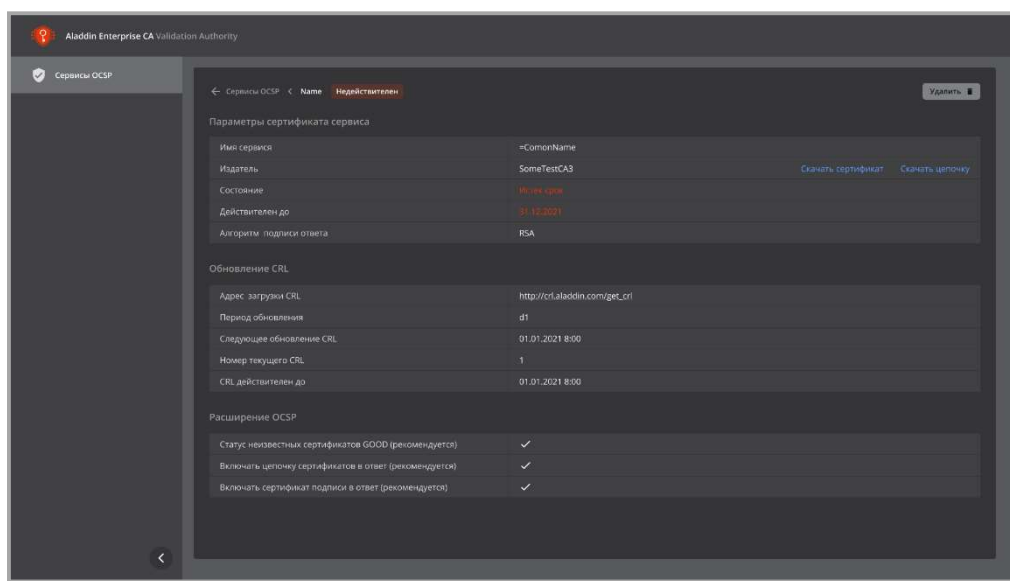 Aladdin Enterprise CA Validation Authority
Сервисы OCSP
Сервисы OCSP Name Недействителен Удалить
Параметры сертификата сервиса
Имя сервиса =ComonName
Издатель SomeTestCA3 Скачать сертификат Скачать цепочку
Состояние Истек срок
Действителен до 31.12.2021
Алгоритм подписи ответа RSA
Обновление CRL
Адрес загрузки CRL http://crl.aladdin.com/get_crl
Период обновления d1
Следующее обновление CRL 01.01.2021 8:00
Номер текущего CRL 1
CRL действителен до 01.01.2021 8:00
Расширение OCSP
Статус неизвестных сертификатов GOOD (рекомендуется)
Включать цепочку сертификатов в ответ (рекомендуется)
Включать сертификат подписи в ответ (рекомендуется)